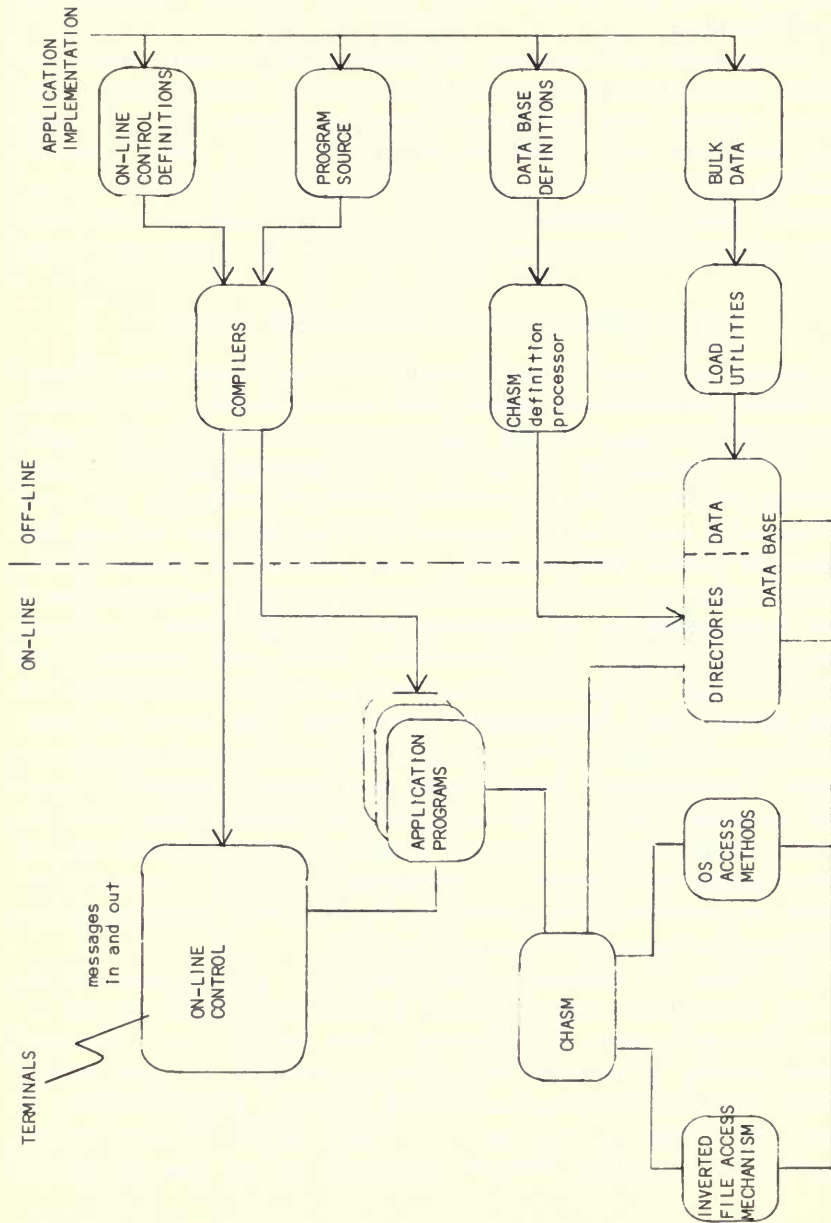 TERMINALS
messages
in and out
ON-LINE
CONTROL
ON-LINE
OFF-LINE
APPLICATION
IMPLEMENTATION
ON-LINE
CONTROL
DEFINITIONS
COMPILERS
PROGRAM
SOURCE
APPLICATION
PROGRAMS
CHASM
CHASM
definition
processor
DATA BASE
DEFINITIONS
INVERTED
FILE ACCESS
MECHANISM
OS
ACCESS
METHODS
DIRECTORIES
DATA
DATA BASE
LOAD
UTILITIES
BULK
DATA